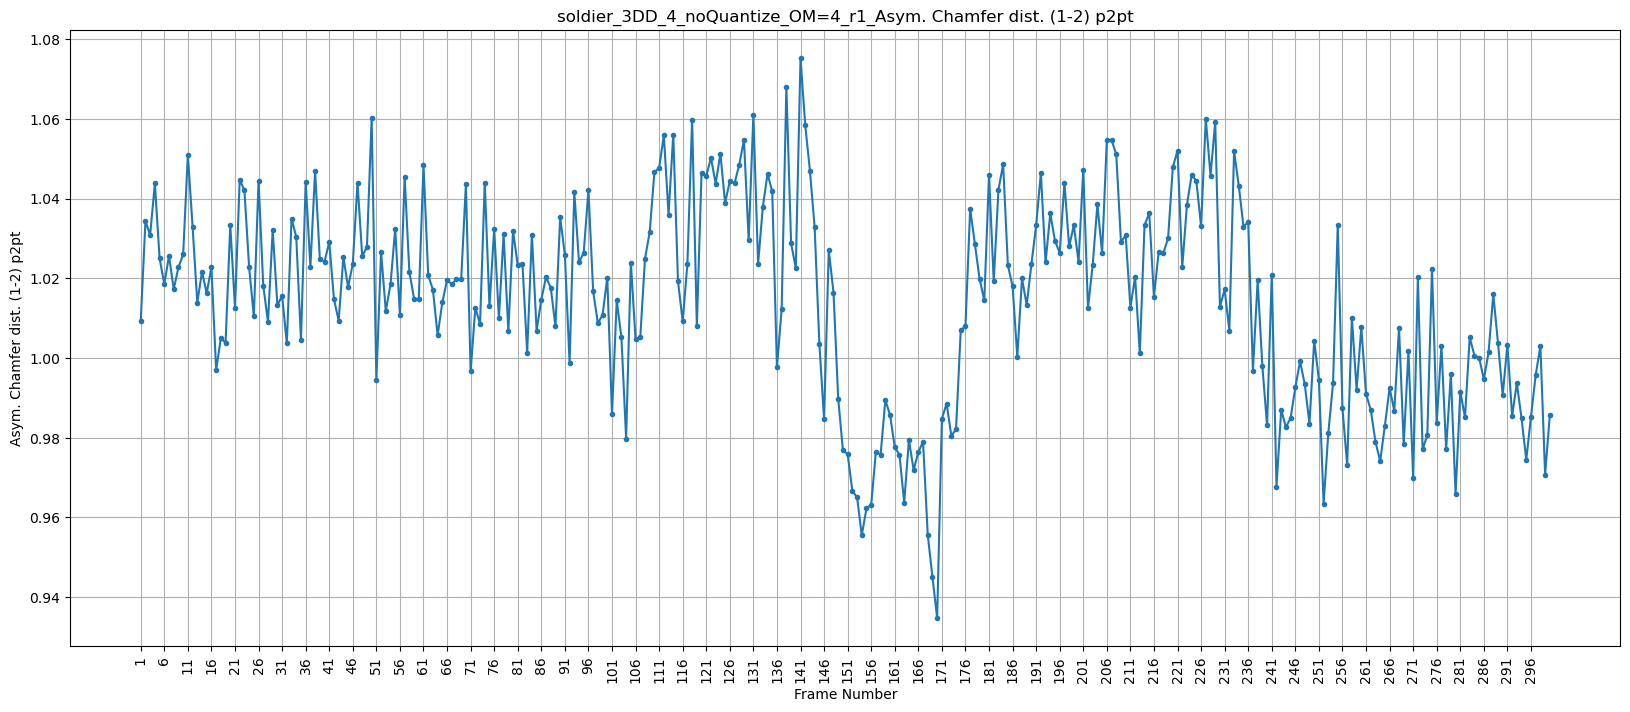 soldier_3DD_4_noQuantize_OM=4_r1_Asym. Chamfer dist. (1-2) p2pt
Asym. Chamfer dist. (1-2) p2pt
1.08
1.06
1.04
1.02
1.00
0.98
0.96
0.94
1 6 11 16 21 26 31 36 41 46 51 56 61 66 71 76 81 86 91 96 101 106 111 116 121 126 131 136 141 146 151 156 161 166 171 176 181 186 191 196 201 206 211 216 221 226 231 236 241 246 251 256 261 266 271 276 281 286 291 296
Frame Number